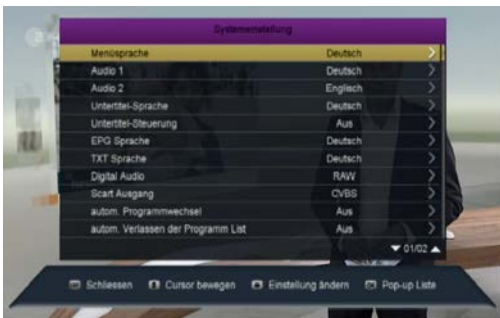 Systemeinstellung
Menüsprache Deutsch
Audio 1 Deutsch
Audio 2 Englisch
Untertitel-Sprache Deutsch
Untertitel-Steuerung Aus
EPG Sprache Deutsch
TXT Sprache Deutsch
Digital Audio RAW
Scart Ausgang CVBS
autom. Programmwechsel Aus
autom. Verlassen der Programm List Aus
01/02
Schliessen Cursor bewegen Einstellung ändern Pop-up Liste